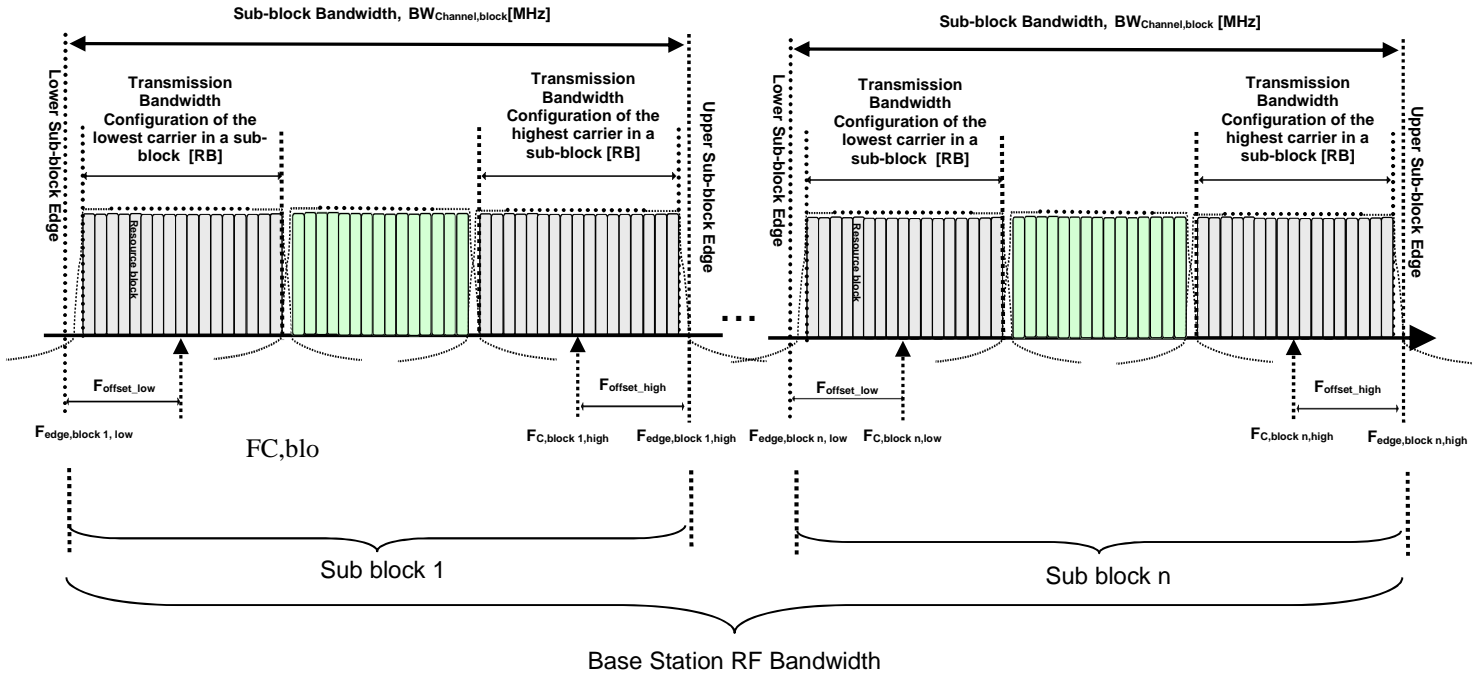 Sub-block Bandwidth, BWChannel,block[MHz]
Sub-block Bandwidth, BWChannel,block [MHz]
Lower Sub-block Edge
Transmission
Bandwidth
Configuration of the
lowest carrier in a sub-
block [RB]
Transmission
Bandwidth
Configuration of the
highest carrier in a
sub-block [RB]
Upper Sub-block Edge
Lower Sub-block Edge
Transmission
Bandwidth
Configuration of the
lowest carrier in a
sub-block [RB]
Transmission
Bandwidth
Configuration of the
highest carrier in a
sub-block [RB]
Upper Sub-block Edge
Resource block
Resource block
...
Foffset_low
Foffset_high
Foffset_low
Foffset_high
Fedge,block 1, low
FC,blo
FC,block 1,high
Fedge,block 1,high
Fedge,block n, low
FC,block n,low
FC,block n,high
Fedge,block n,high
Sub block 1
Sub block n
Base Station RF Bandwidth